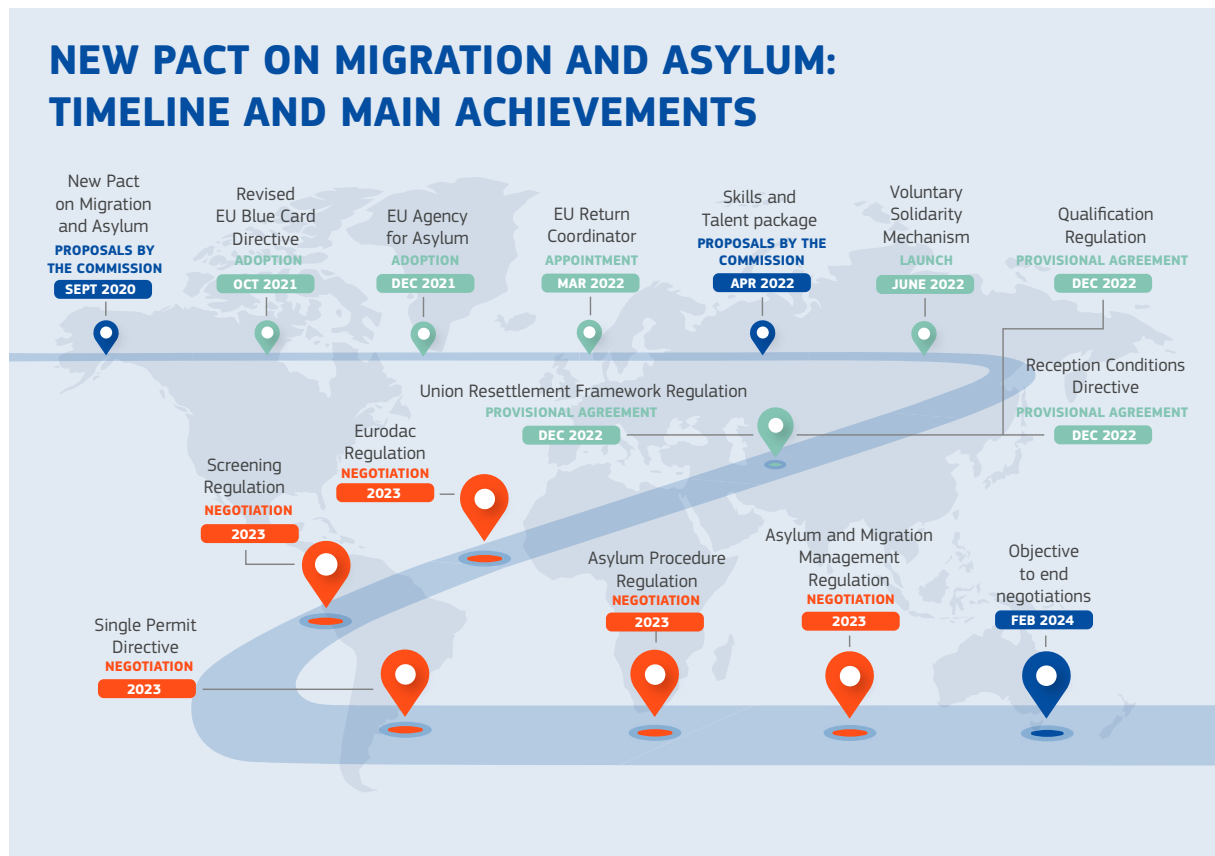 NEW PACT ON MIGRATION AND ASYLUM:
TIMELINE AND MAIN ACHIEVEMENTS
New Pact
on Migration
and Asylum
PROPOSALS BY
THE COMMISSION
SEPT 2020
Revised
EU Blue Card
Directive
ADOPTION
OCT 2021
EU Agency
for Asylum
ADOPTION
DEC 2021
EU Return
Coordinator
APPOINTMENT
MAR 2022
Skills and
Talent package
PROPOSALS BY THE
COMMISSION
APR 2022
Voluntary
Solidarity
Mechanism
LAUNCH
JUNE 2022
Qualification
Regulation
PROVISIONAL AGREEMENT
DEC 2022
Reception Conditions
Directive
PROVISIONAL AGREEMENT
DEC 2022
Union Resettlement Framework Regulation
PROVISIONAL AGREEMENT
DEC 2022
Eurodac
Regulation
NEGOTIATION
2023
Screening
Regulation
NEGOTIATION
2023
Single Permit
Directive
NEGOTIATION
2023
Asylum Procedure
Regulation
NEGOTIATION
2023
Asylum and Migration
Management
Regulation
NEGOTIATION
2023
Objective
to end
negotiations
FEB 2024